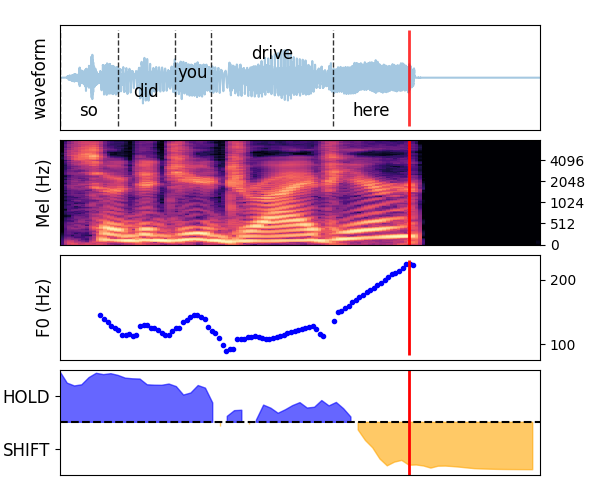 waveform
so
did
you
drive
here
Mel (Hz)
4096
2048
1024
512
0
F0 (Hz)
200
100
HOLD
SHIFT